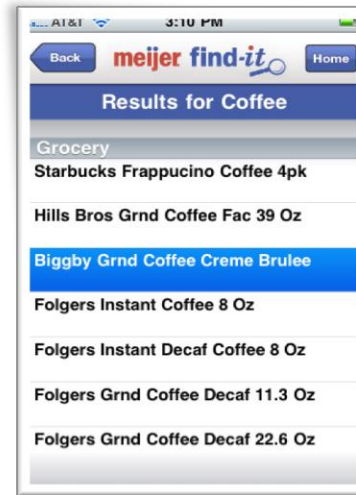 AT&T 3:10 PM
Back meijer find-it Home
Results for Coffee
Grocery
Starbucks Frappucino Coffee 4pk
Hills Bros Grnd Coffee Fac 39 Oz
Biggby Grnd Coffee Creme Brulee
Folgers Instant Coffee 8 Oz
Folgers Instant Decaf Coffee 8 Oz
Folgers Grnd Coffee Decaf 11.3 Oz
Folgers Grnd Coffee Decaf 22.6 Oz